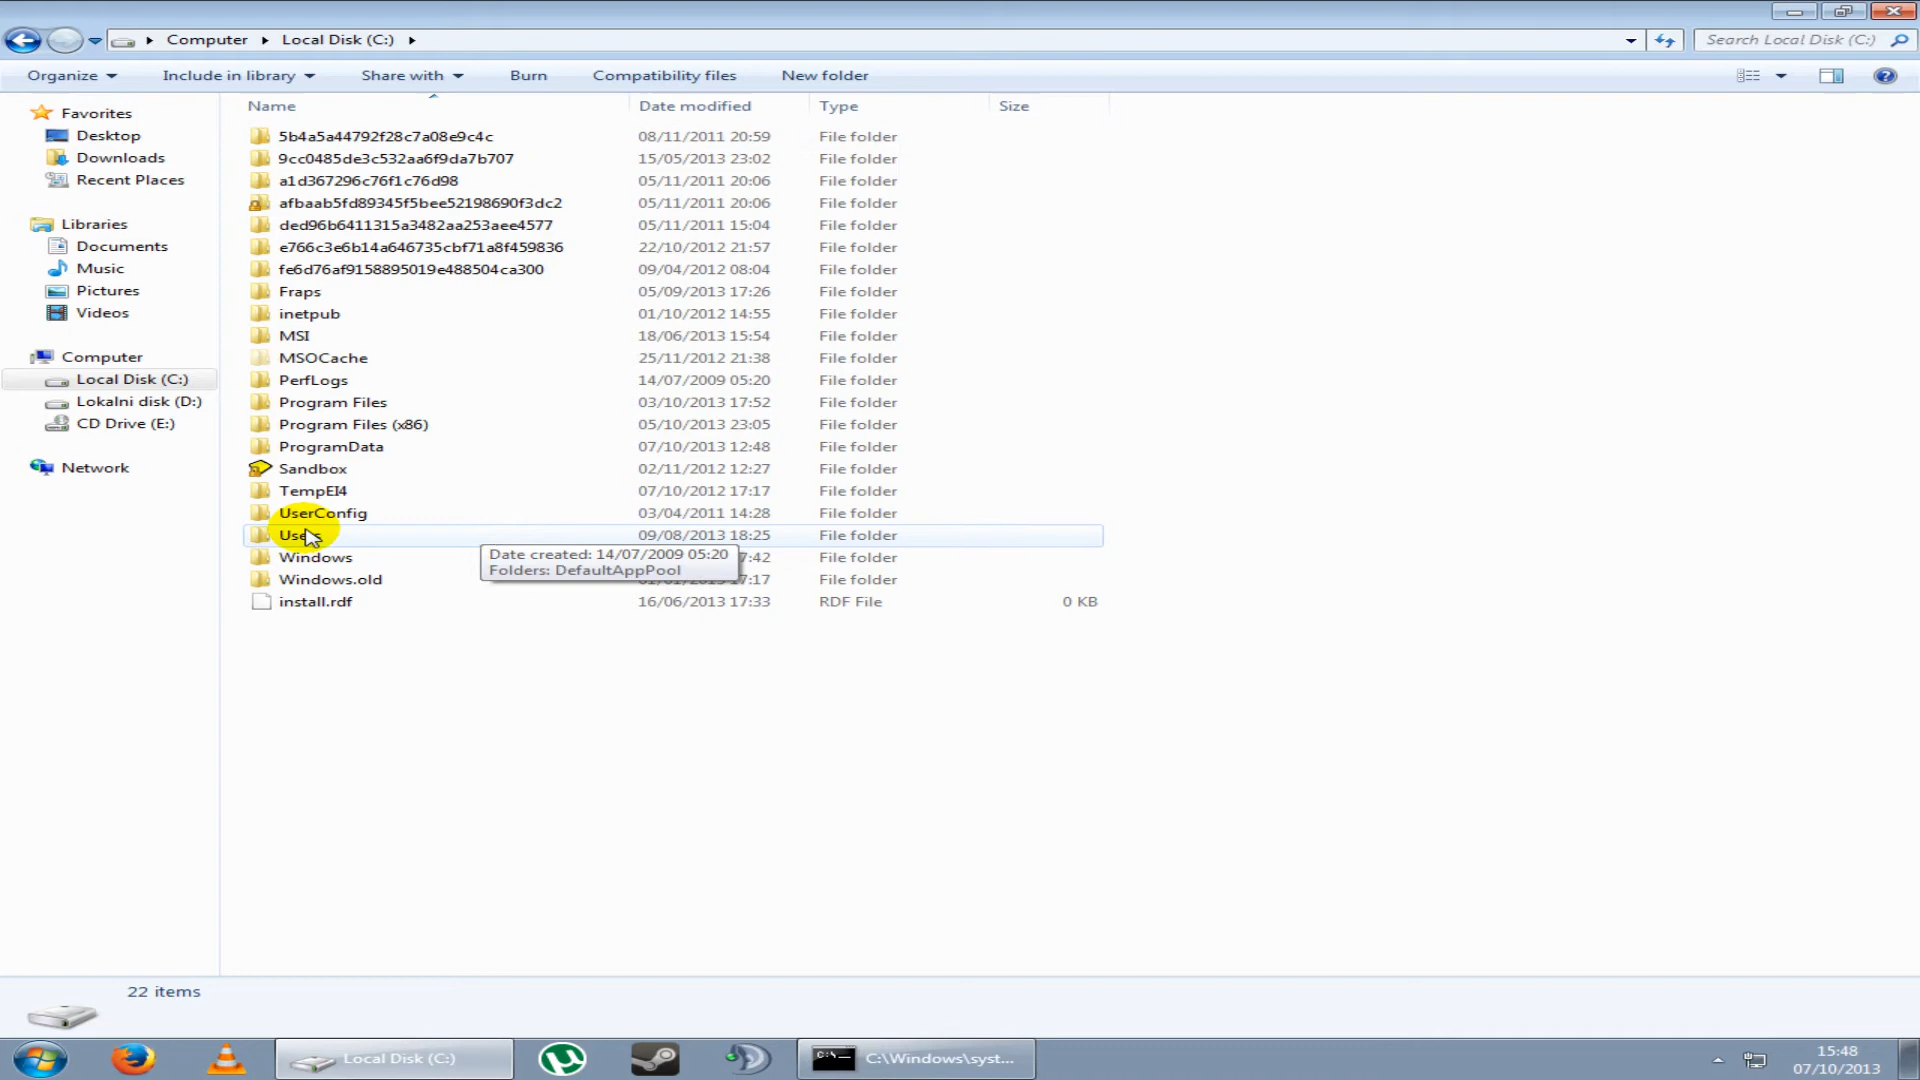 Computer Local Disk (C:)
Search Local Disk (C:)
Organize Include in library Share with Burn Compatibility files New folder
Favorites
Desktop
Downloads
Recent Places
Libraries
Documents
Music
Pictures
Videos
Computer
Local Disk (C:)
Lokalni disk (D:)
CD Drive (E:)
Network
Name Date modified Type Size
5b4a5a44792f28c7a08e9c4c 08/11/2011 20:59 File folder
9cc0485de3c532aa6f9da7b707 15/05/2013 23:02 File folder
a1d367296c76f1c76d98 05/11/2011 20:06 File folder
afbaab5fd89345f5bee52198690f3dc2 05/11/2011 20:06 File folder
ded96b6411315a3482aa253aee4577 05/11/2011 15:04 File folder
e766c3e6b14a646735cbf71a8f459836 22/10/2012 21:57 File folder
fe6d76af9158895019e488504ca300 09/04/2012 08:04 File folder
Fraps 05/09/2013 17:26 File folder
inetpub 01/10/2012 14:55 File folder
MSI 18/06/2013 15:54 File folder
MSOCache 25/11/2012 21:38 File folder
PerfLogs 14/07/2009 05:20 File folder
Program Files 03/10/2013 17:52 File folder
Program Files (x86) 05/10/2013 23:05 File folder
ProgramData 07/10/2013 12:48 File folder
Sandbox 02/11/2012 12:27 File folder
TempEI4 07/10/2012 17:17 File folder
UserConfig 03/04/2011 14:28 File folder
Users 09/08/2013 18:25 File folder
Windows 7:42 File folder
Windows.old 17:17 File folder
install.rdf 16/06/2013 17:33 RDF File 0 KB
Date created: 14/07/2009 05:20
Folders: DefaultAppPool
22 items
Local Disk (C:)
C:\Windows\syst...
15:48
07/10/2013